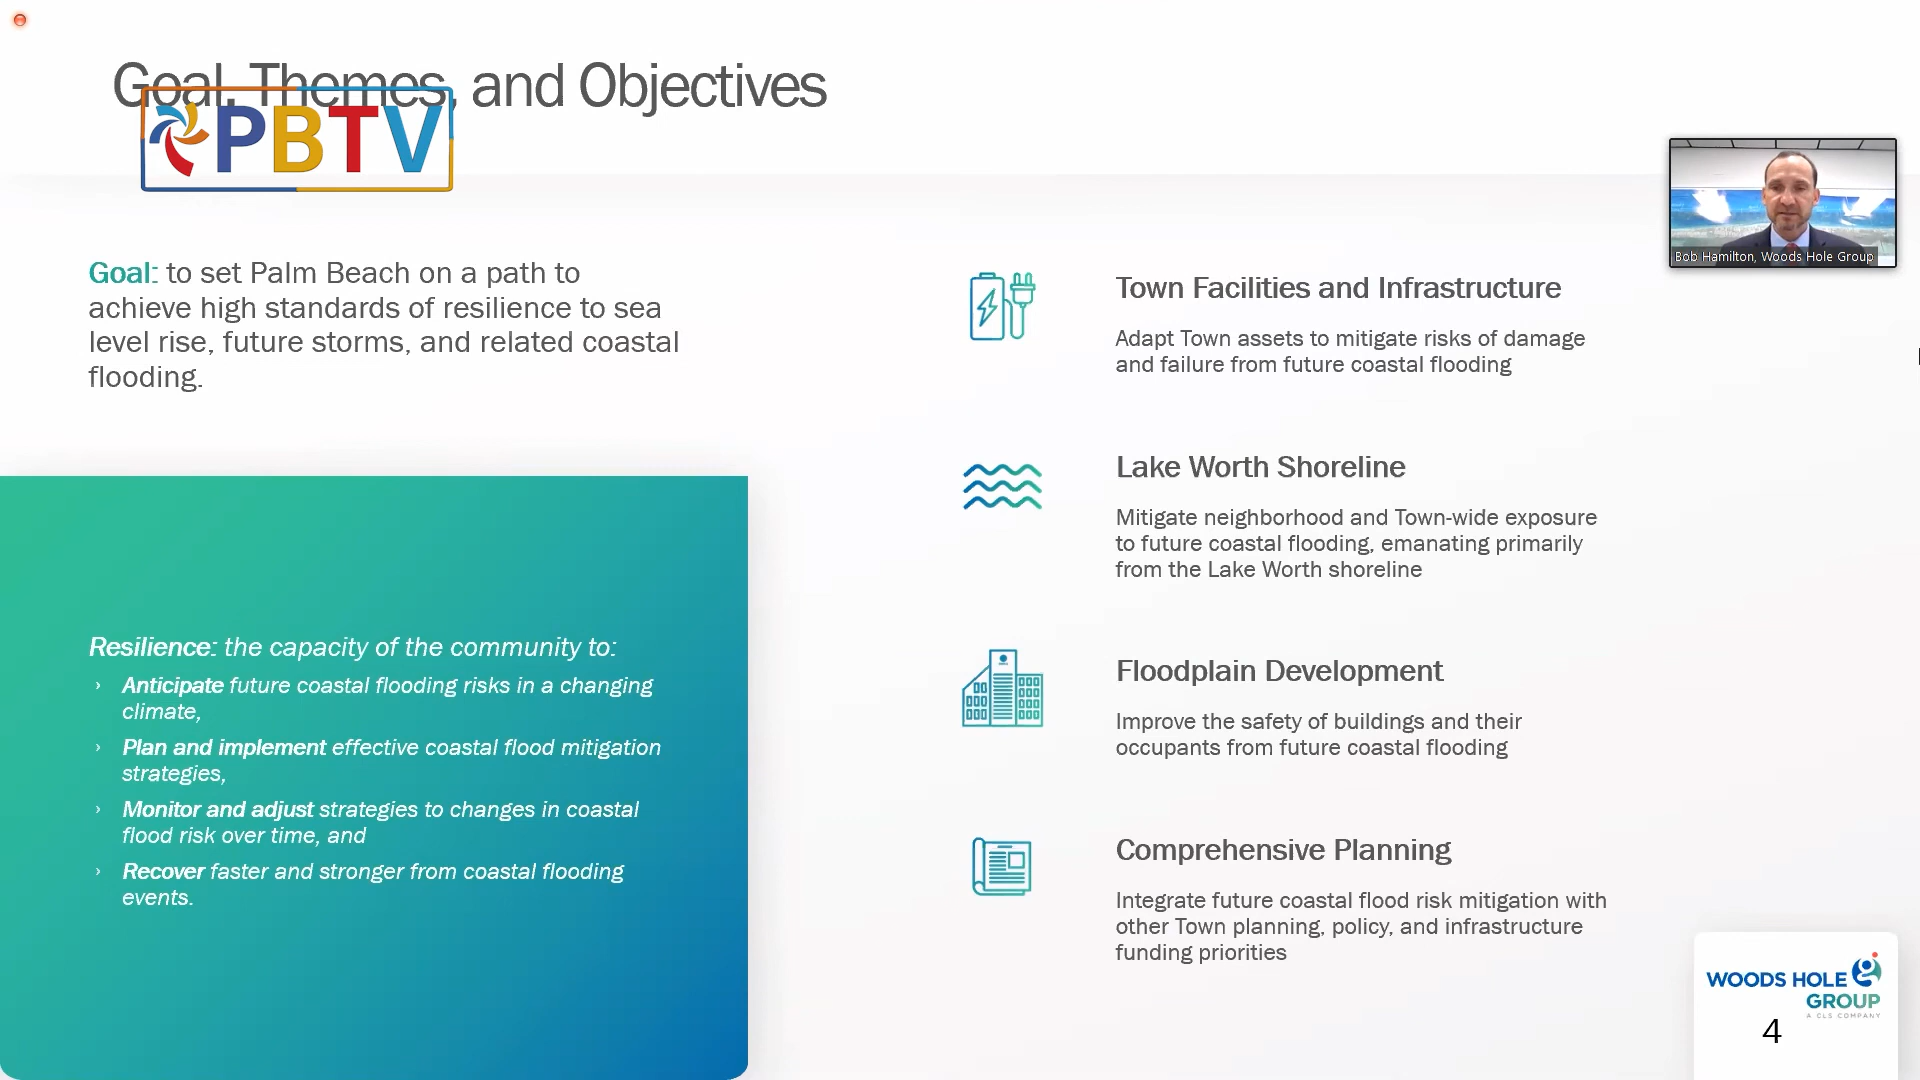 Goal, Themes, and Objectives
PBTV
Bob Hamilton, Woods Hole Group
Goal: to set Palm Beach on a path to
achieve high standards of resilience to sea
level rise, future storms, and related coastal
flooding.
Resilience: the capacity of the community to:
› Anticipate future coastal flooding risks in a changing
climate,
› Plan and implement effective coastal flood mitigation
strategies,
› Monitor and adjust strategies to changes in coastal
flood risk over time, and
› Recover faster and stronger from coastal flooding
events.
Town Facilities and Infrastructure
Adapt Town assets to mitigate risks of damage
and failure from future coastal flooding
Lake Worth Shoreline
Mitigate neighborhood and Town-wide exposure
to future coastal flooding, emanating primarily
from the Lake Worth shoreline
Floodplain Development
Improve the safety of buildings and their
occupants from future coastal flooding
Comprehensive Planning
Integrate future coastal flood risk mitigation with
other Town planning, policy, and infrastructure
funding priorities
WOODS HOLE
GROUP
A CLS COMPANY
4